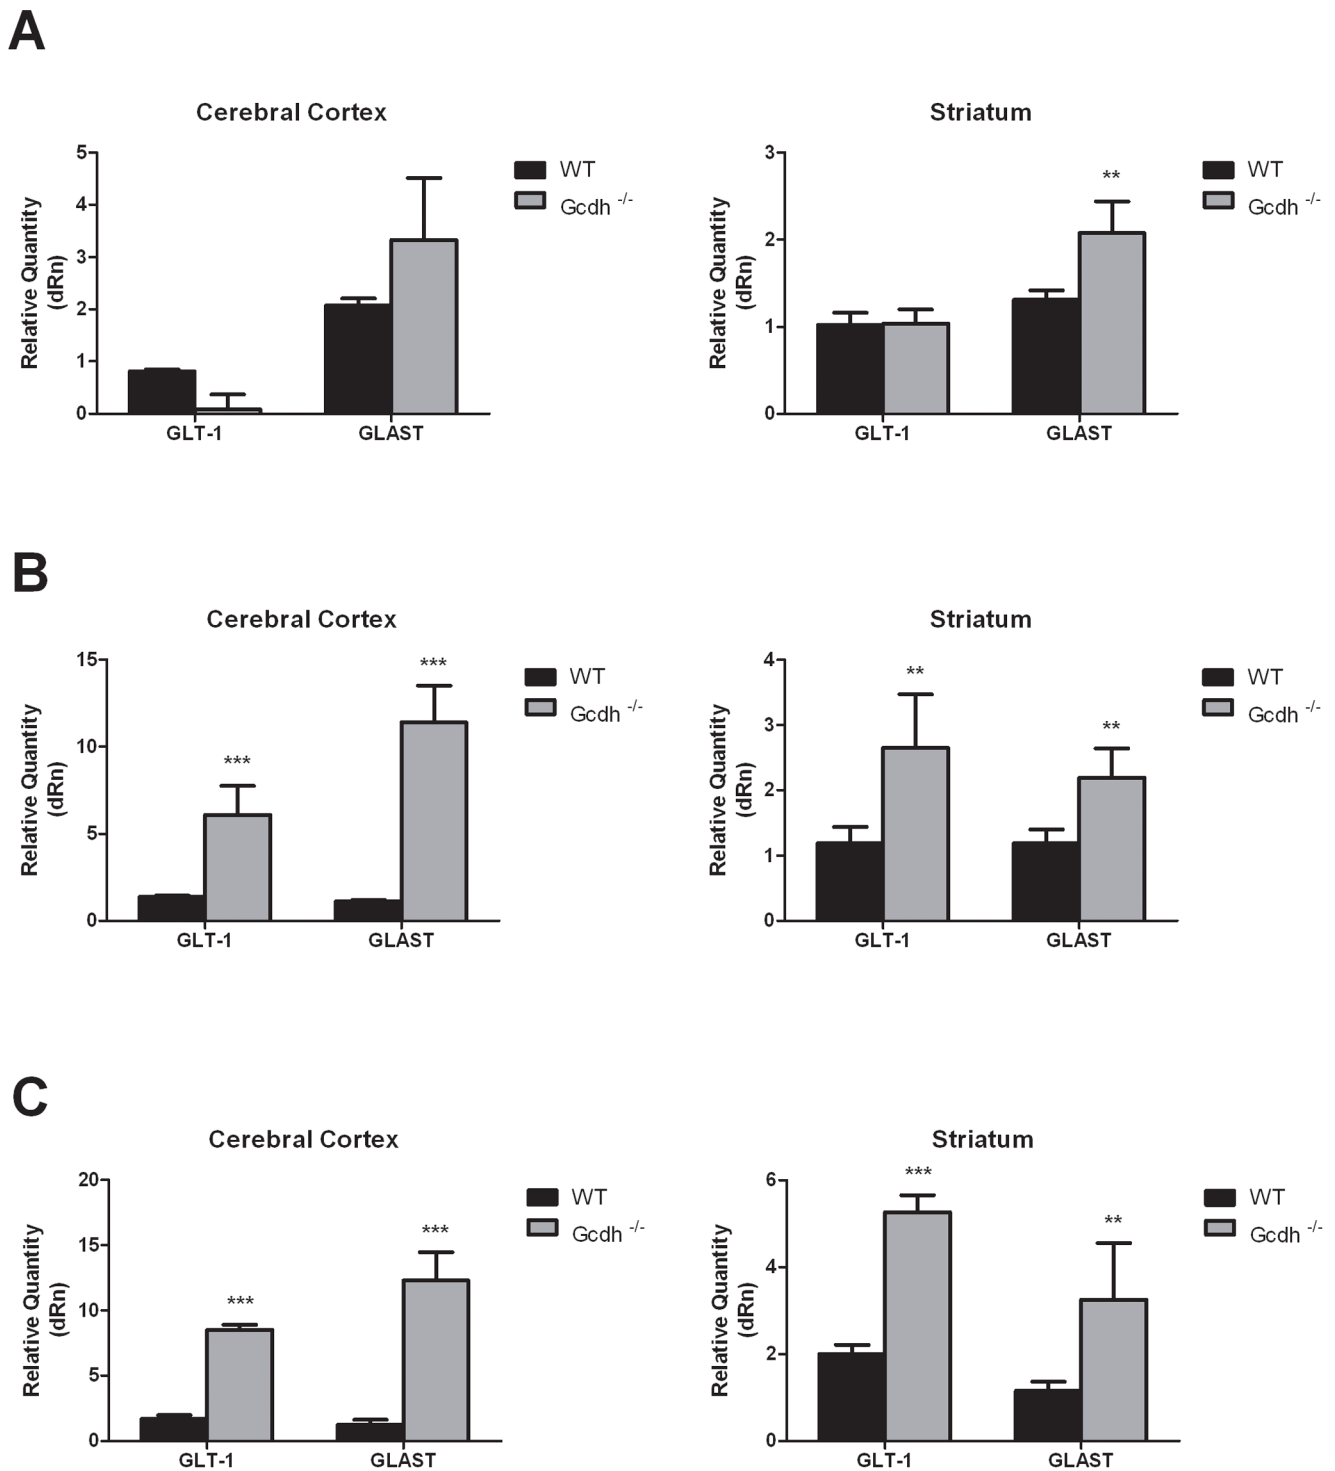 A
Cerebral Cortex
5
4
3
2
1
0
Relative Quantity
(dRn)
GLT-1
GLAST
WT
Gcdh -/-
Striatum
3
2
1
0
Relative Quantity
(dRn)
**
GLT-1
GLAST
WT
Gcdh -/-
B
Cerebral Cortex
15
10
5
0
Relative Quantity
(dRn)
***
***
GLT-1
GLAST
WT
Gcdh -/-
Striatum
4
3
2
1
0
Relative Quantity
(dRn)
**
**
GLT-1
GLAST
WT
Gcdh -/-
C
Cerebral Cortex
20
15
10
5
0
Relative Quantity
(dRn)
***
***
GLT-1
GLAST
WT
Gcdh -/-
Striatum
6
4
2
0
Relative Quantity
(dRn)
***
**
GLT-1
GLAST
WT
Gcdh -/-